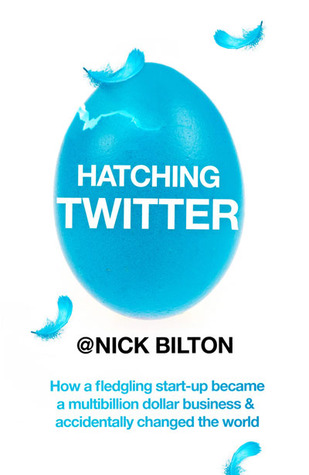 HATCHING
TWITTER
@NICK BILTON
How a fledgling start-up became
a multibillion dollar business &
accidentally changed the world